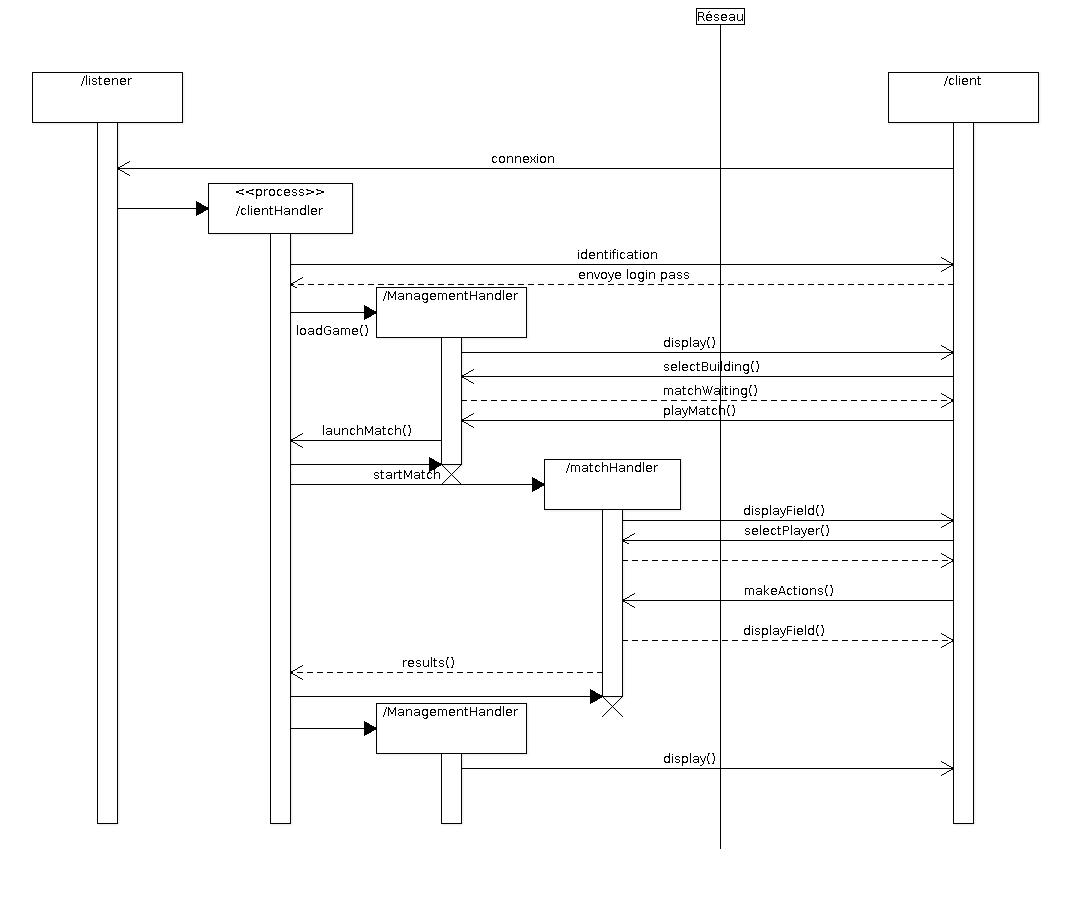 Réseau
/listener
/client
connexion
<<process>>
/clientHandler
identification
envoye login pass
/ManagementHandler
loadGame()
display()
selectBuilding()
matchWaiting()
playMatch()
launchMatch()
startMatch
/matchHandler
displayField()
selectPlayer()
makeActions()
displayField()
results()
/ManagementHandler
display()